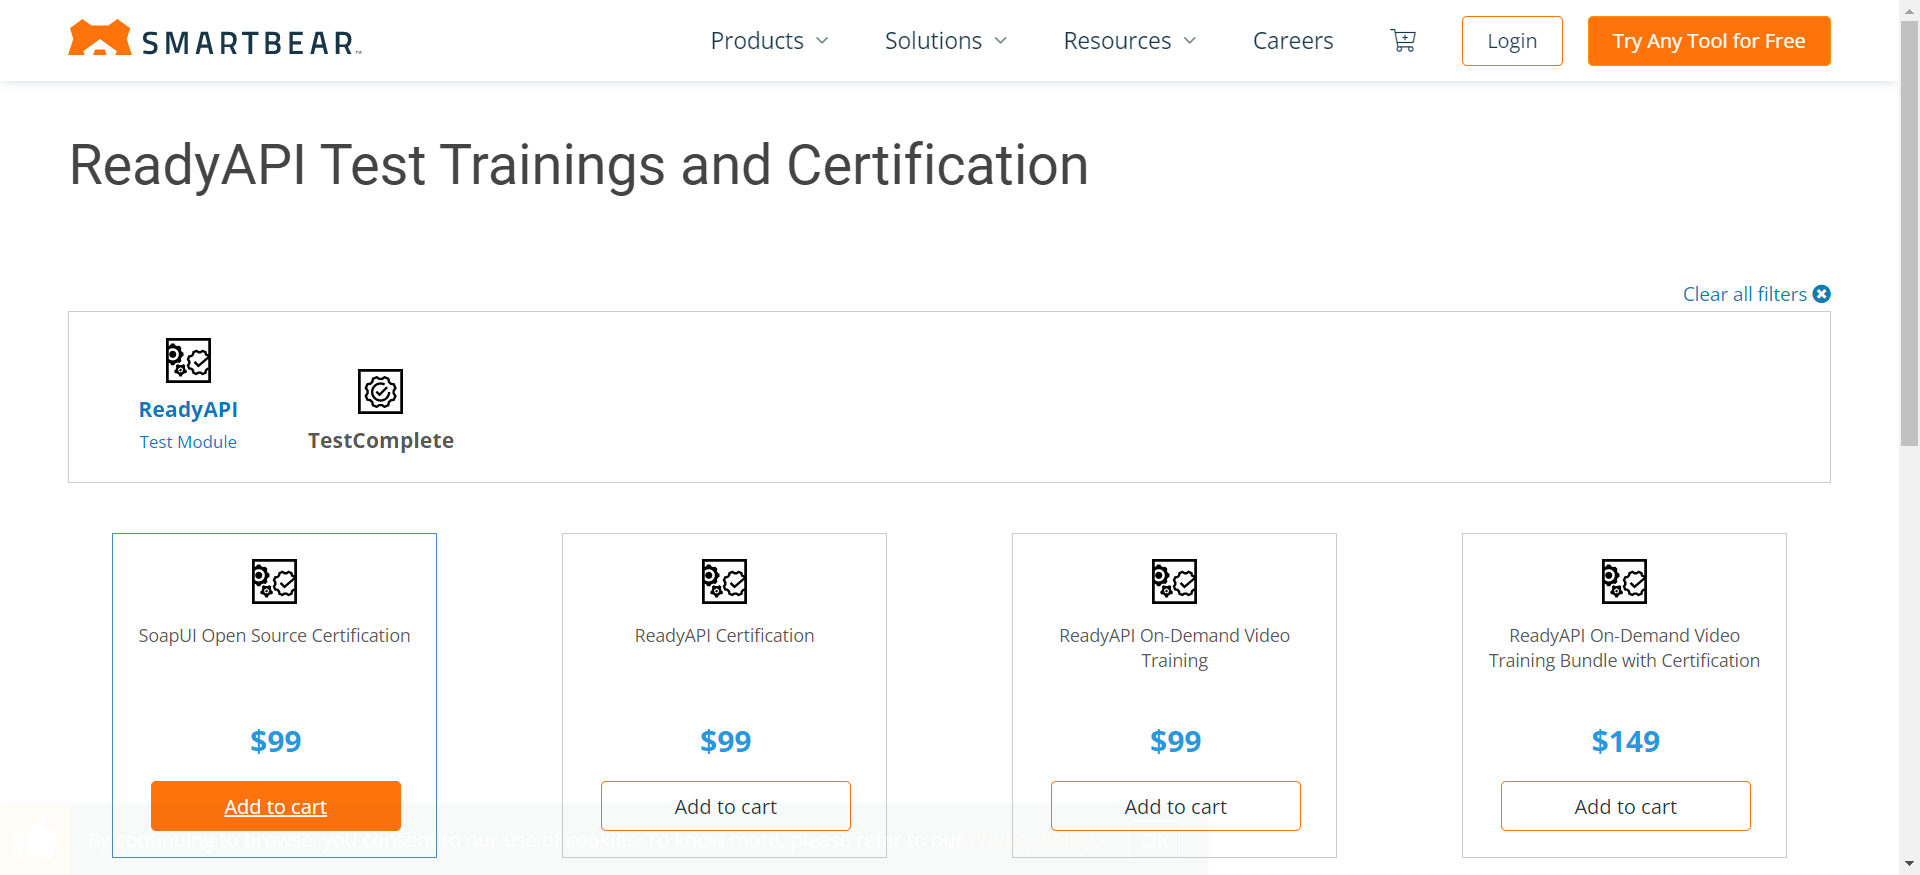 SMARTBEAR™
Products
Solutions
Resources
Careers
Login
Try Any Tool for Free
ReadyAPI Test Trainings and Certification
Clear all filters
ReadyAPI
Test Module
TestComplete
SoapUI Open Source Certification
$99
Add to cart
ReadyAPI Certification
$99
Add to cart
ReadyAPI On-Demand Video
Training
$99
Add to cart
ReadyAPI On-Demand Video
Training Bundle with Certification
$149
Add to cart
By continuing to browse, you consent to our use of cookies. To know more, please refer to our Privacy Policy. OK